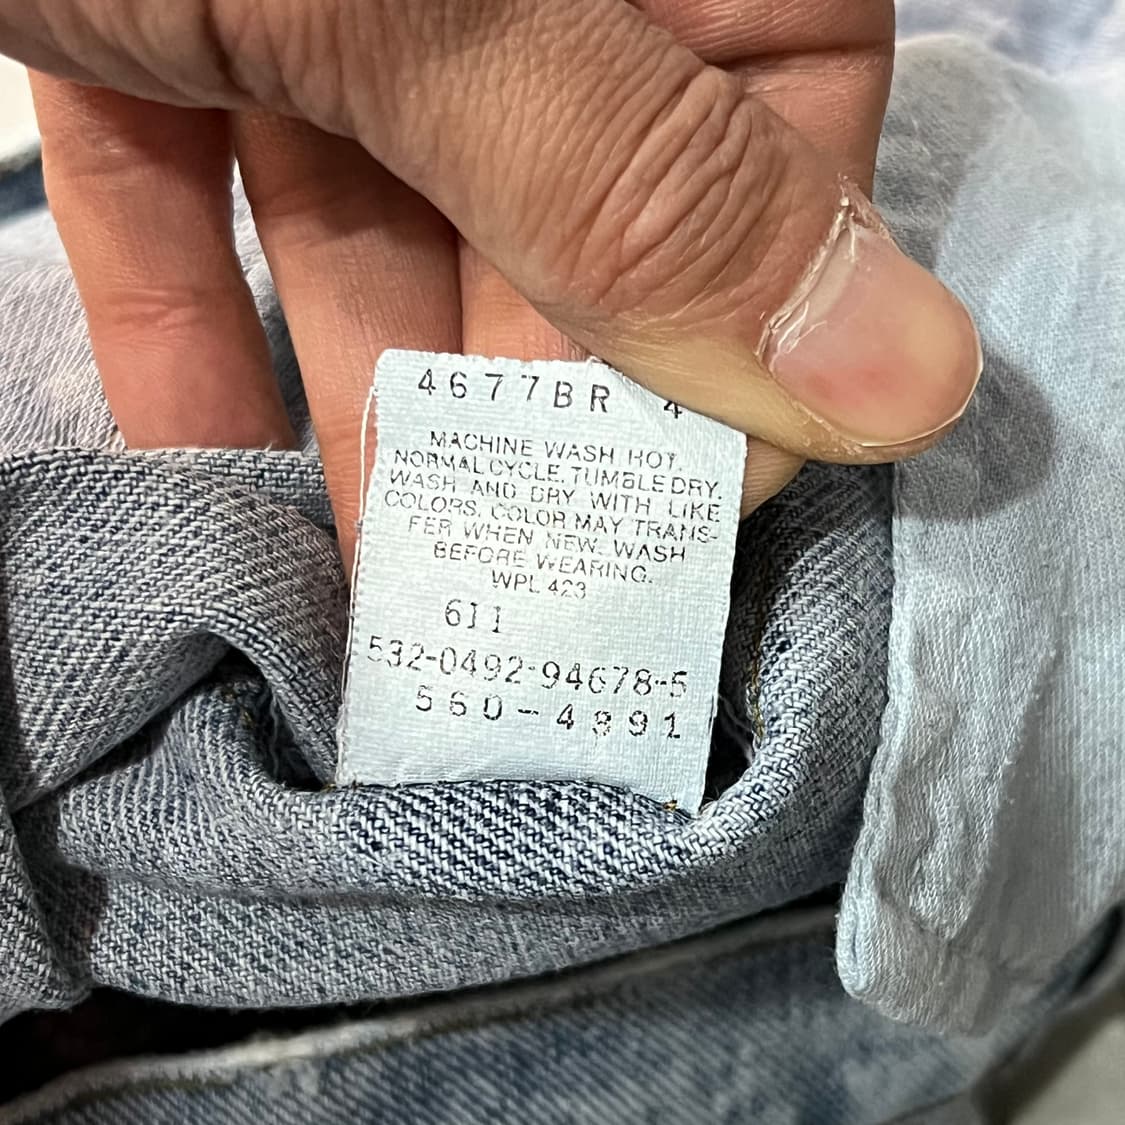 4677BR 4
MACHINE WASH HOT.
NORMAL CYCLE. TUMBLE DRY.
WASH AND DRY WITH LIKE
COLORS. COLOR MAY TRANS-
FER WHEN NEW. WASH
BEFORE WEARING.
WPL 423
611
532-0492-94678-5
560-4891